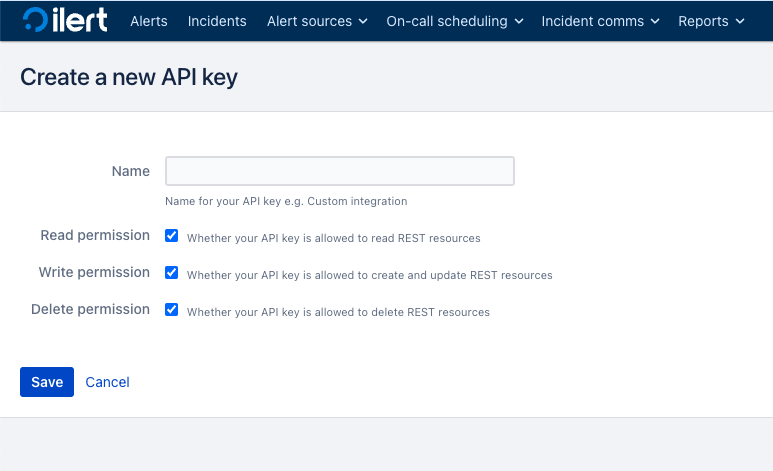 ilert Alerts Incidents Alert sources On-call scheduling Incident comms Reports
Create a new API key
Name
Name for your API key e.g. Custom integration
Read permission Whether your API key is allowed to read REST resources
Write permission Whether your API key is allowed to create and update REST resources
Delete permission Whether your API key is allowed to delete REST resources
Save Cancel